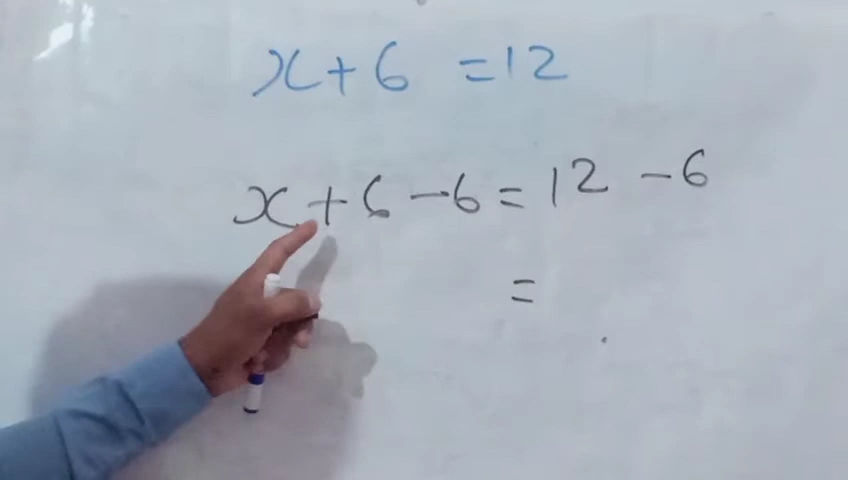 x + 6 = 12
x + 6 - 6 = 12 - 6
=